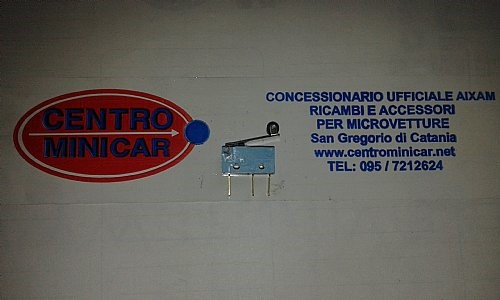 CENTRO
MINICAR
CONCESSIONARIO UFFICIALE AIXAM
RICAMBI E ACCESSORI
PER MICROVETTURE
San Gregorio di Catania
www.centrominicar.net
TEL: 095 / 7212624